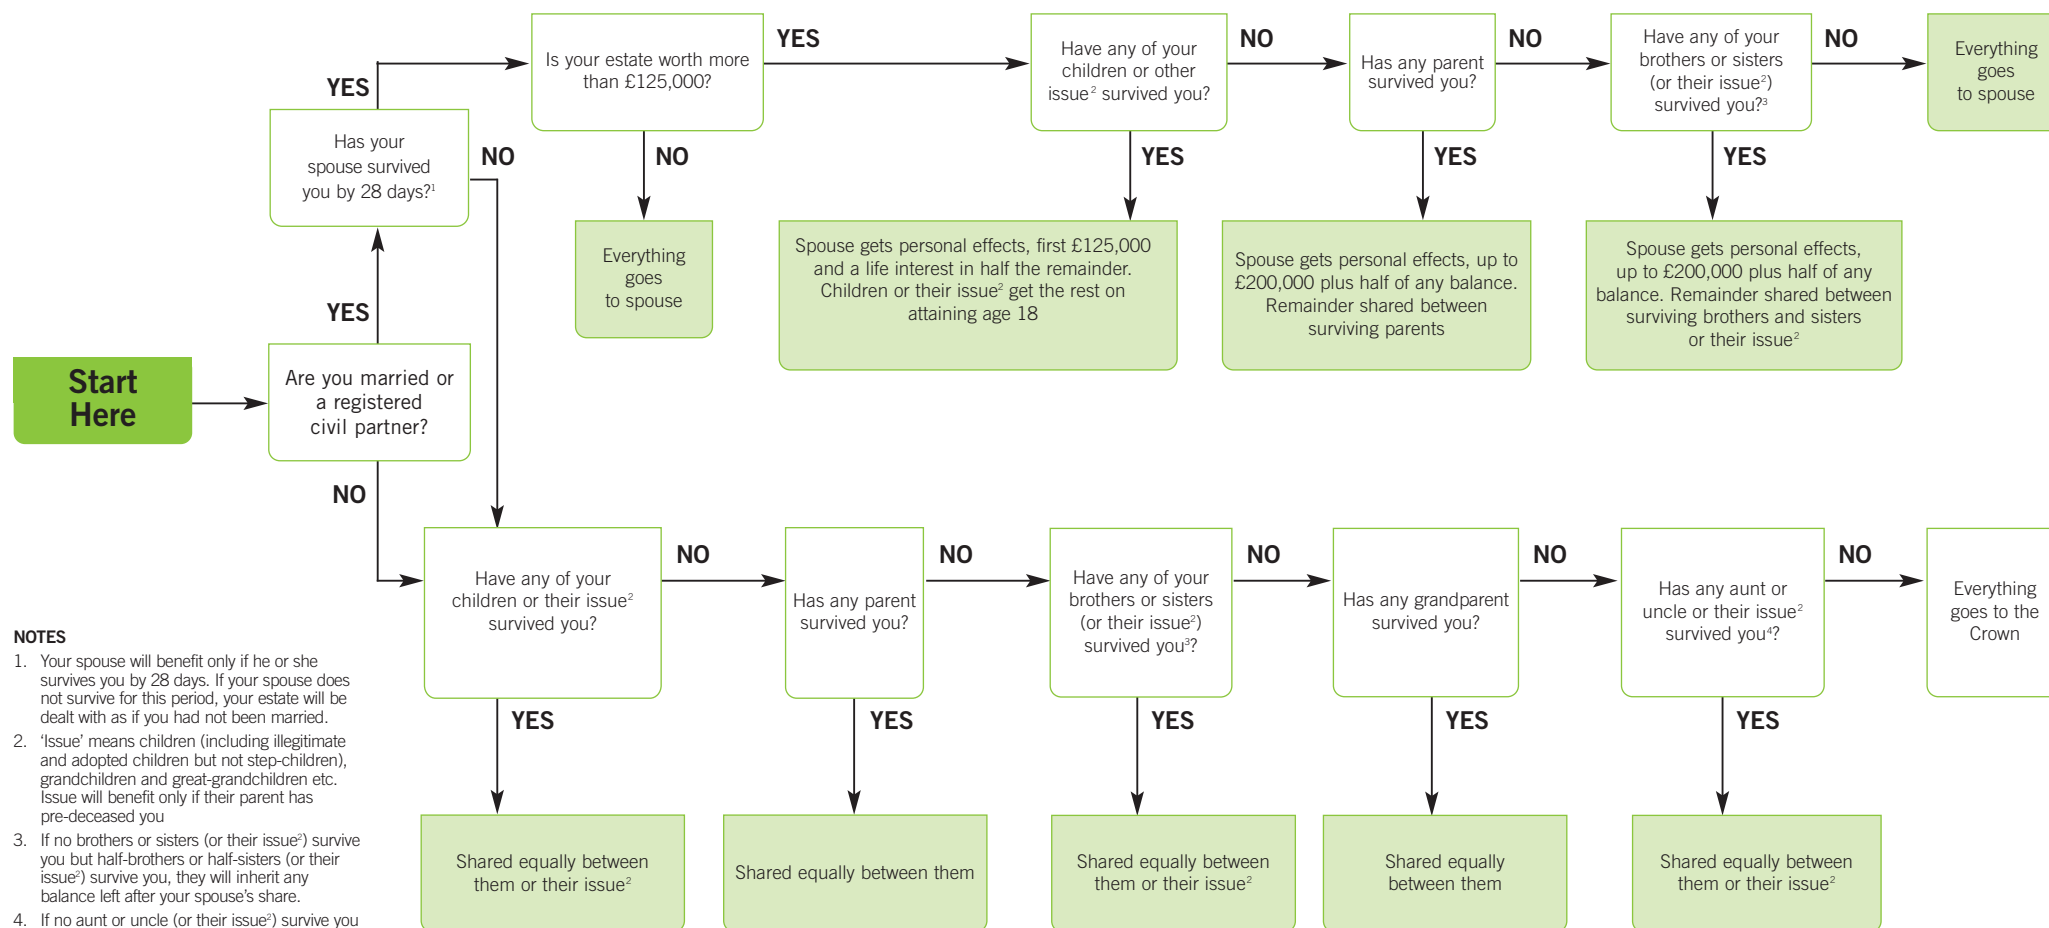 Start
Here
Are you married or
a registered
civil partner?
YES
Has your
spouse survived
you by 28 days?¹
YES
NO
Is your estate worth more
than £125,000?
YES
NO
Everything
goes
to spouse
Have any of your
children or other
issue² survived you?
NO
YES
Spouse gets personal effects, first £125,000
and a life interest in half the remainder.
Children or their issue² get the rest on
attaining age 18
Has any parent
survived you?
NO
YES
Spouse gets personal effects, up to
£200,000 plus half of any balance.
Remainder shared between
surviving parents
Have any of your
brothers or sisters
(or their issue²)
survived you?³
NO
YES
Spouse gets personal effects,
up to £200,000 plus half of any
balance. Remainder shared between
surviving brothers and sisters
or their issue²
Everything
goes
to spouse
NO
Have any of your
children or their issue²
survived you?
NO
YES
Shared equally between
them or their issue²
Has any parent
survived you?
NO
YES
Shared equally between them
Have any of your
brothers or sisters
(or their issue²)
survived you³?
NO
YES
Shared equally between
them or their issue²
Has any grandparent
survived you?
NO
YES
Shared equally
between them
Has any aunt or
uncle or their issue²
survived you⁴?
NO
YES
Shared equally between
them or their issue²
Everything
goes to the
Crown
NOTES
1. Your spouse will benefit only if he or she
survives you by 28 days. If your spouse does
not survive for this period, your estate will be
dealt with as if you had not been married.
2. ‘Issue’ means children (including illegitimate
and adopted children but not step-children),
grandchildren and great-grandchildren etc.
Issue will benefit only if their parent has
pre-deceased you
3. If no brothers or sisters (or their issue²) survive
you but half-brothers or half-sisters (or their
issue²) survive you, they will inherit any
balance left after your spouse’s share.
4. If no aunt or uncle (or their issue²) survive you